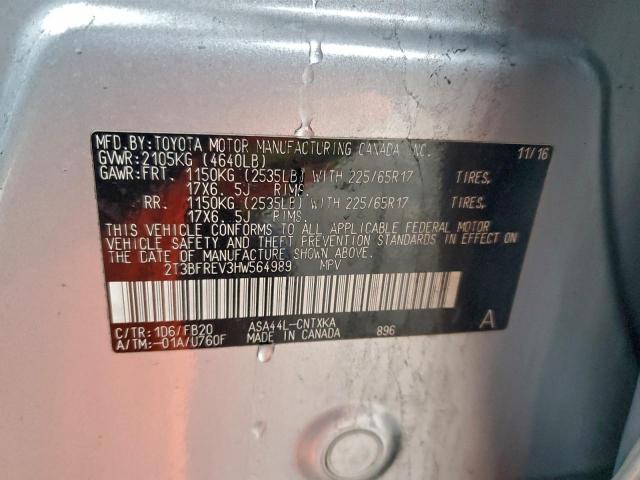 MFD.BY:TOYOTA MOTOR MANUFACTURING CANADA INC. 11/16
GVWR:2105KG (4640LB)
GAWR:FRT. 1150KG (2535LB) WITH 225/65R17 TIRES,
17X6.5J RIMS,
RR. 1150KG (2535LB) WITH 225/65R17 TIRES,
17X6.5J RIMS.
THIS VEHICLE CONFORMS TO ALL APPLICABLE FEDERAL MOTOR
VEHICLE SAFETY AND THEFT PREVENTION STANDARDS IN EFFECT ON
THE DATE OF MANUFACTURE SHOWN ABOVE.
2T3BFREV3HW564989 MPV
C/TR:1D6/FB20 ASA44L-CNTXKA A
A/TM:-01A/U760F MADE IN CANADA 896